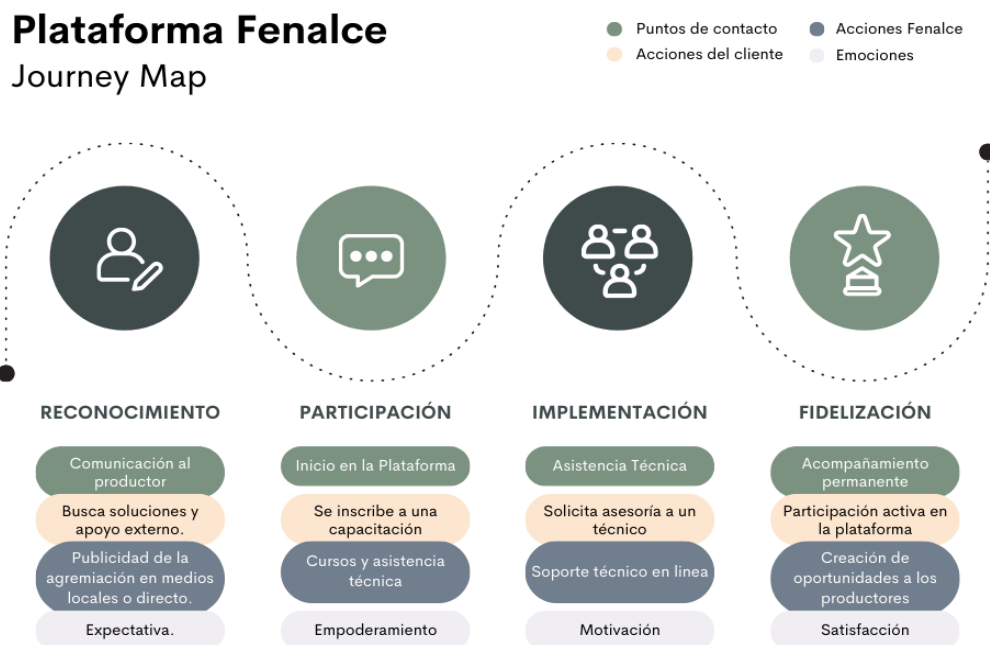 Plataforma Fenalce
Journey Map
Puntos de contacto
Acciones del cliente
Acciones Fenalce
Emociones
RECONOCIMIENTO
Comunicación al
productor
Busca soluciones y
apoyo externo.
Publicidad de la
agremiación en medios
locales o directo.
Expectativa.
PARTICIPACIÓN
Inicio en la Plataforma
Se inscribe a una
capacitación
Cursos y asistencia
técnica
Empoderamiento
IMPLEMENTACIÓN
Asistencia Técnica
Solicita asesoría a un
técnico
Soporte técnico en linea
Motivación
FIDELIZACIÓN
Acompañamiento
permanente
Participación activa en
la plataforma
Creación de
oportunidades a los
productores
Satisfacción